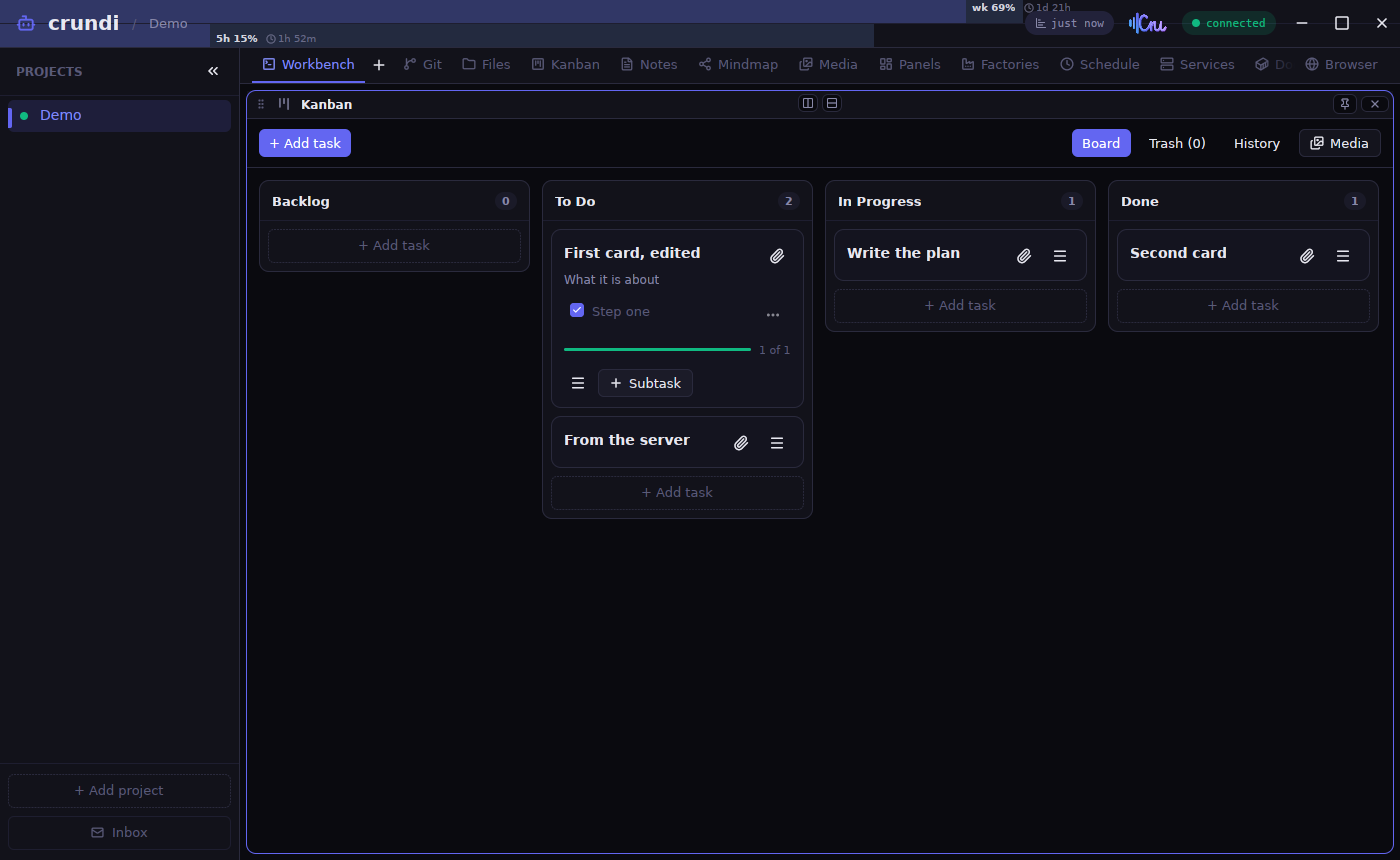 crundi / Demo
wk 69% 1d 21h
5h 15% 1h 52m
just now
Cru
connected
PROJECTS
Demo
+ Add project
Inbox
Workbench + Git Files Kanban Notes Mindmap Media Panels Factories Schedule Services Do Browser
Kanban
+ Add task
Board Trash (0) History Media
Backlog 0
+ Add task
To Do 2
First card, edited
What it is about
Step one
1 of 1
+ Subtask
From the server
+ Add task
In Progress 1
Write the plan
+ Add task
Done 1
Second card
+ Add task